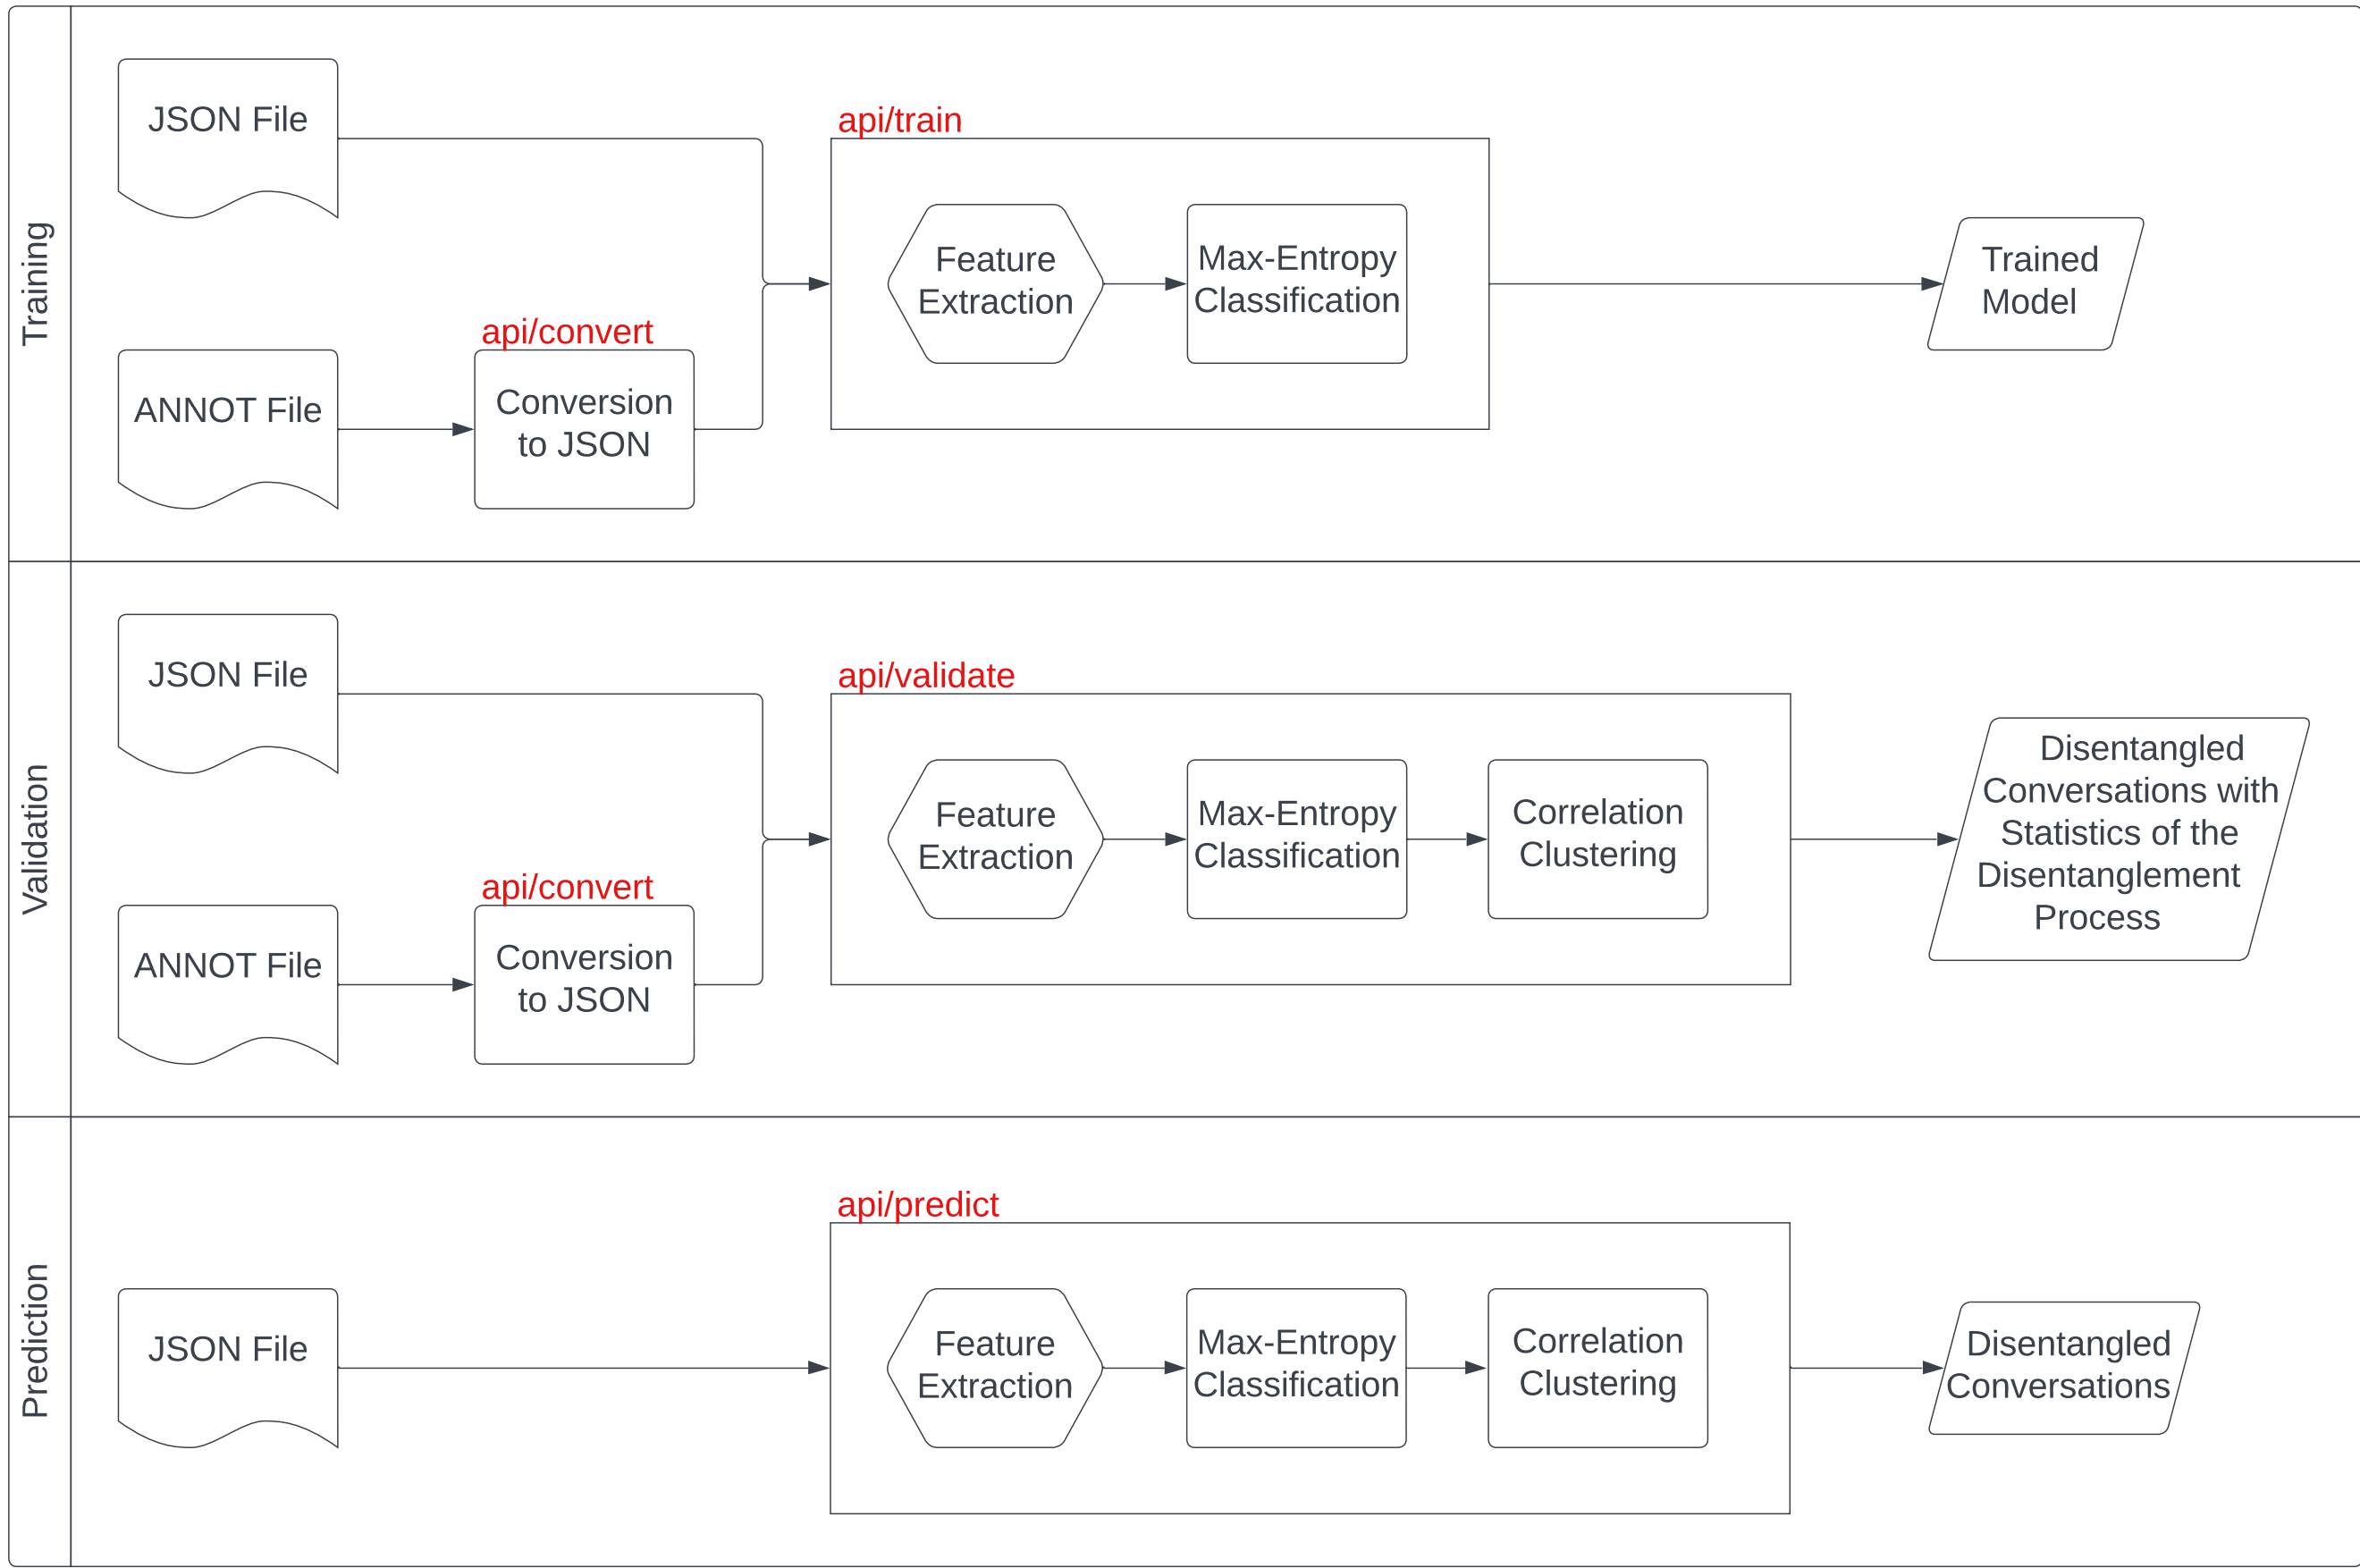 Training
JSON File
api/train
Feature
Extraction
Max-Entropy
Classification
Trained
Model
api/convert
ANNOT File
Conversion
to JSON
Validation
JSON File
api/validate
Feature
Extraction
Max-Entropy
Classification
Correlation
Clustering
Disentangled
Conversations with
Statistics of the
Disentanglement
Process
api/convert
ANNOT File
Conversion
to JSON
Prediction
JSON File
api/predict
Feature
Extraction
Max-Entropy
Classification
Correlation
Clustering
Disentangled
Conversations